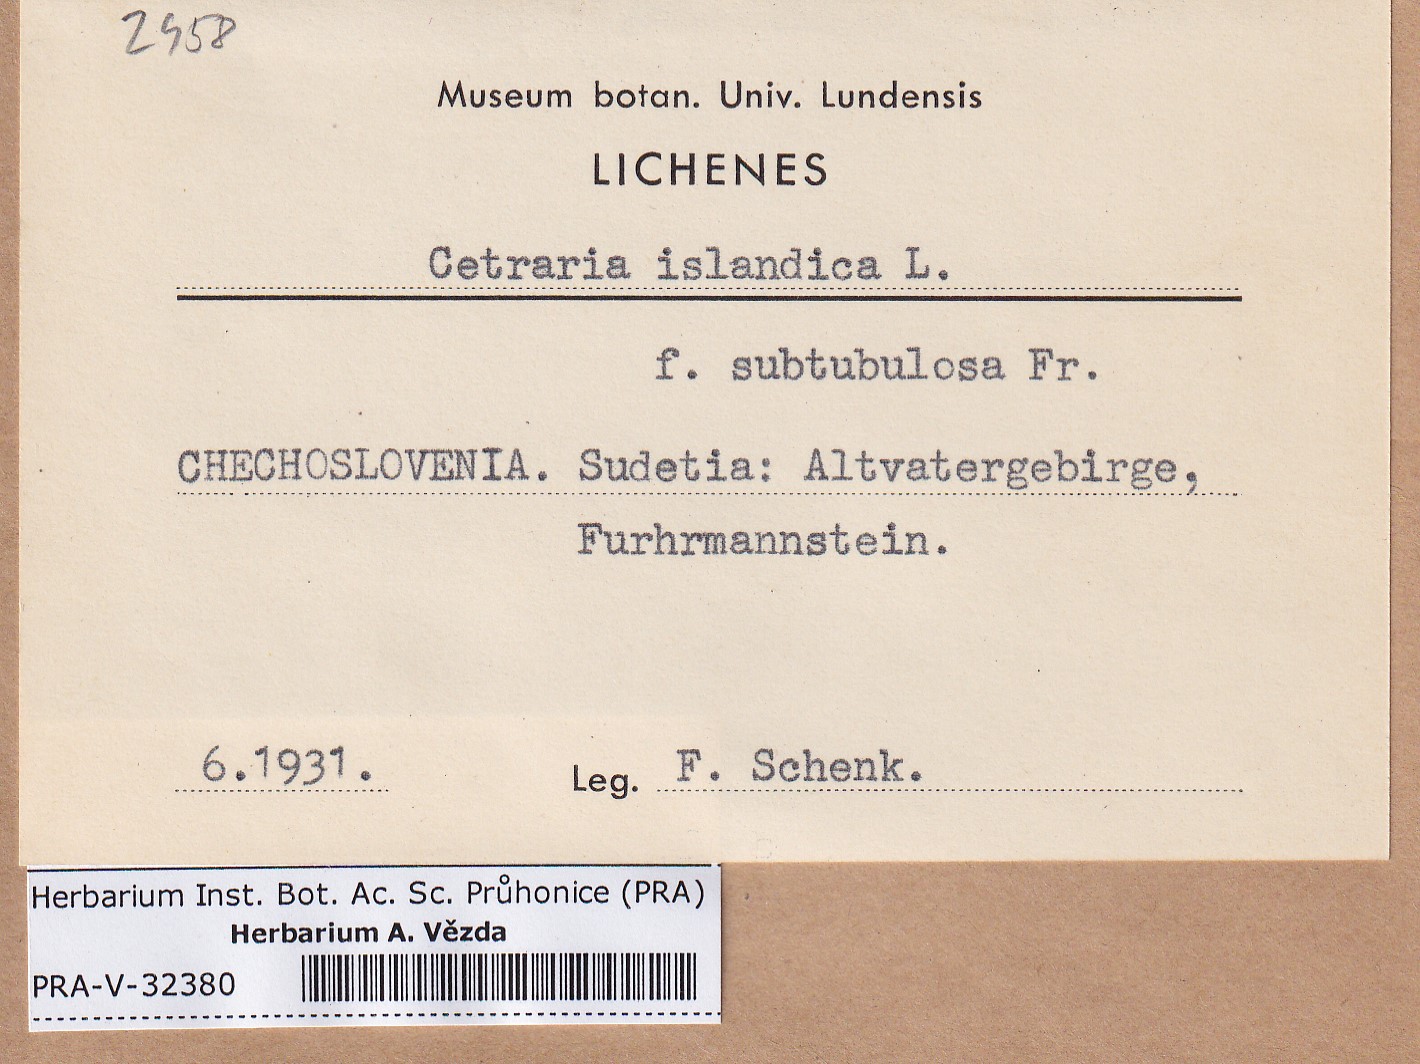 2458
Museum botan. Univ. Lundensis
LICHENES
Cetraria islandica L.
f. subtubulosa Fr.
CHECHOSLOVENIA. Sudetia: Altvatergebirge,
Furhrmannstein.
6.1931.
Leg. F. Schenk.
Herbarium Inst. Bot. Ac. Sc. Průhonice (PRA)
Herbarium A. Vězda
PRA-V-32380